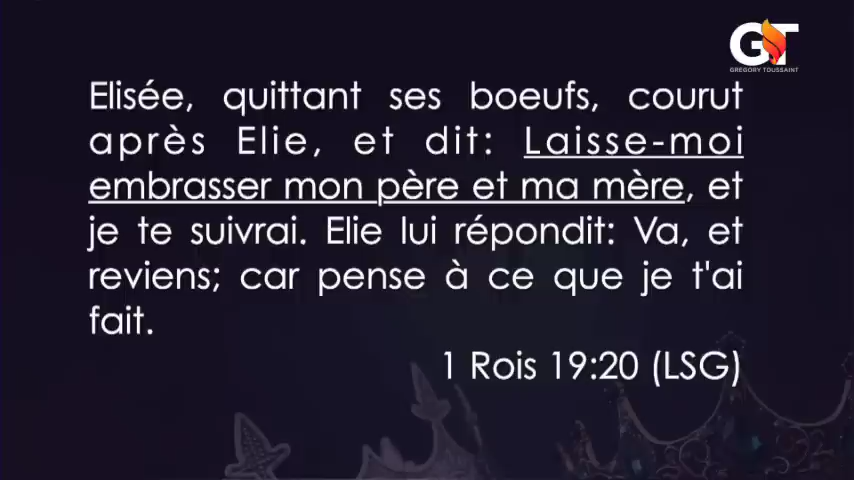 GT
GREGORY TOUSSAINT
Elisée, quittant ses boeufs, courut
après Elie, et dit: Laisse-moi
embrasser mon père et ma mère, et
je te suivrai. Elie lui répondit: Va, et
reviens; car pense à ce que je t'ai
fait.
1 Rois 19:20 (LSG)